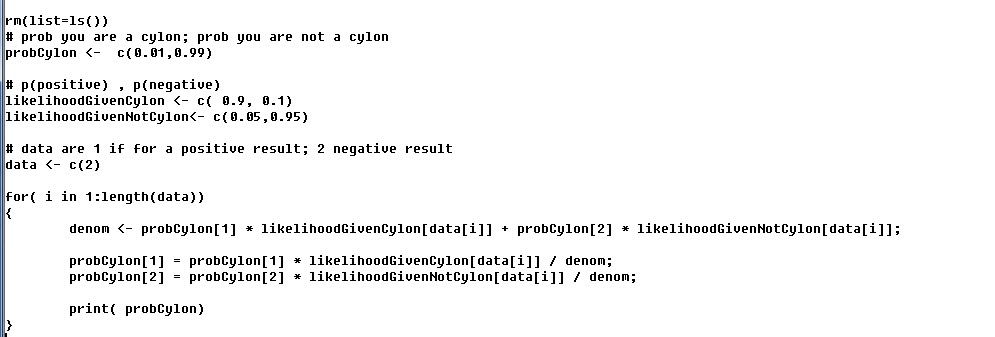 rm(list=ls())
# prob you are a cylon; prob you are not a cylon
probCylon <-  c(0.01,0.99)

# p(positive) , p(negative)
likelihoodGivenCylon <- c( 0.9, 0.1)
likelihoodGivenNotCylon<- c(0.05,0.95)

# data are 1 if for a positive result; 2 negative result
data <- c(2)

for( i in 1:length(data))
{
        denom <- probCylon[1] * likelihoodGivenCylon[data[i]] + probCylon[2] * likelihoodGivenNotCylon[data[i]];

        probCylon[1] = probCylon[1] * likelihoodGivenCylon[data[i]] / denom;
        probCylon[2] = probCylon[2] * likelihoodGivenNotCylon[data[i]] / denom;

        print( probCylon)
}